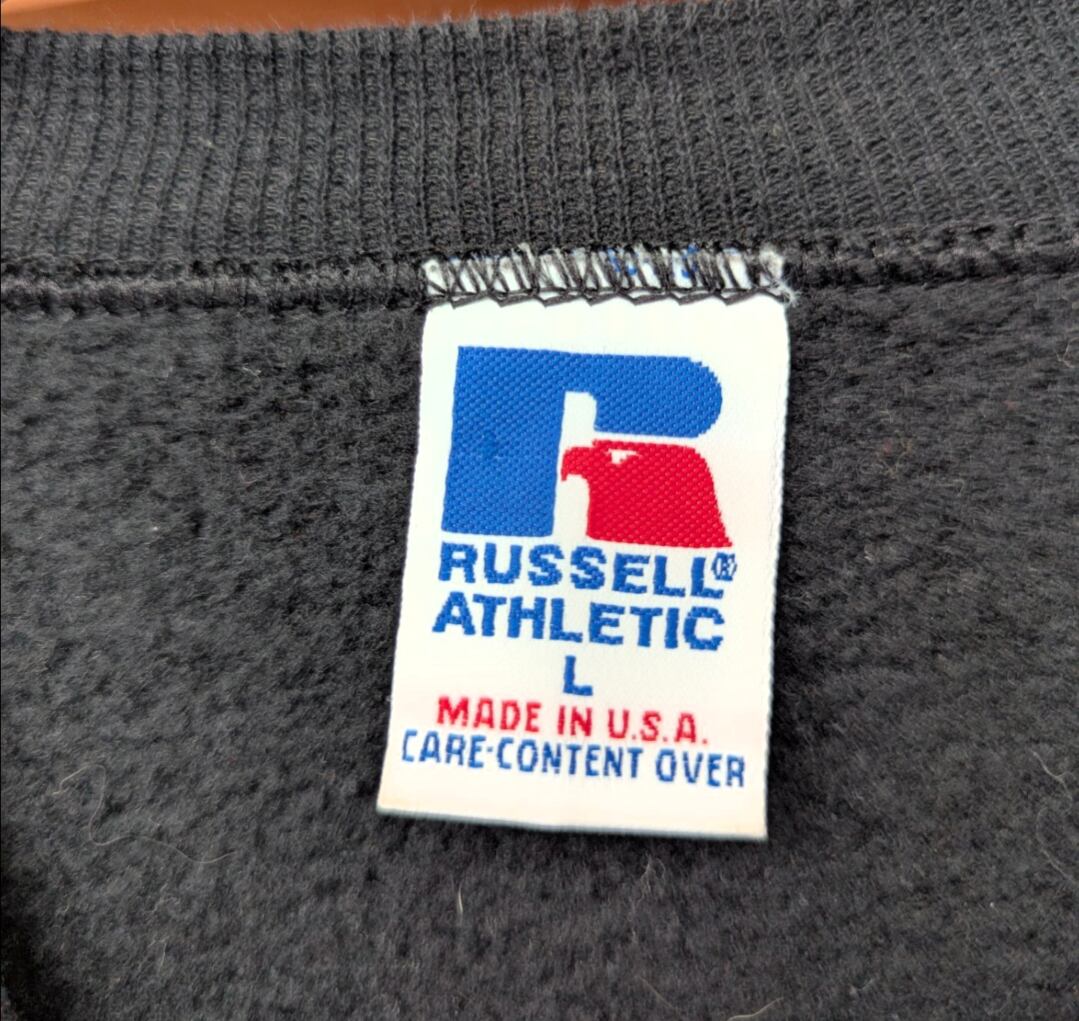 RUSSELL®
ATHLETIC
L
MADE IN U.S.A.
CARE-CONTENT OVER